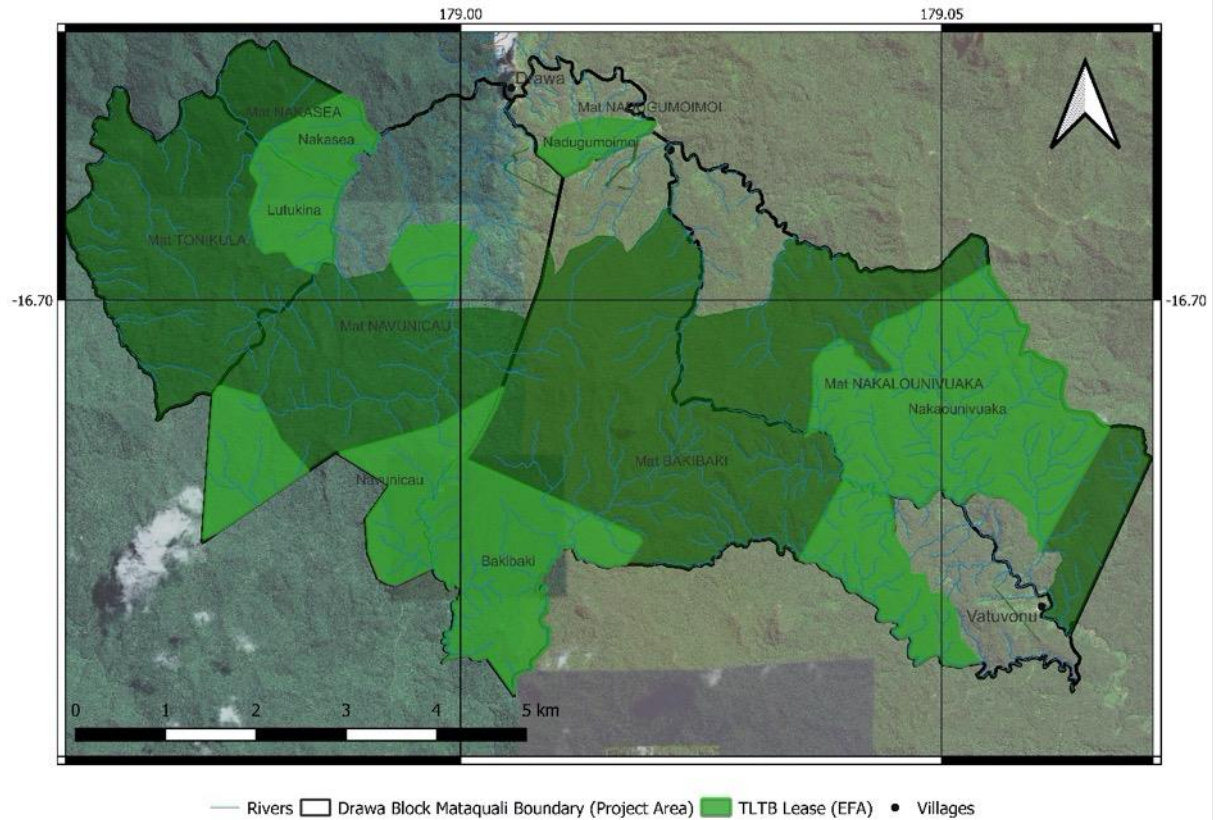 179.00
179.05
Drawa
Mat NAKASEA
Mat NADUGUMOIMOI
Nakasea
Nadugumoimoi
Lutukina
Mat TONIKULA
-16.70
-16.70
Mat NAVUNICAU
Mat NAKALOUNIVUAKA
Nakaounivuaka
Mat BAKIBAKI
Navunicau
Bakibaki
Vatuvonu
0 1 2 3 4 5 km
Rivers Drawa Block Mataquali Boundary (Project Area) TLTB Lease (EFA) Villages